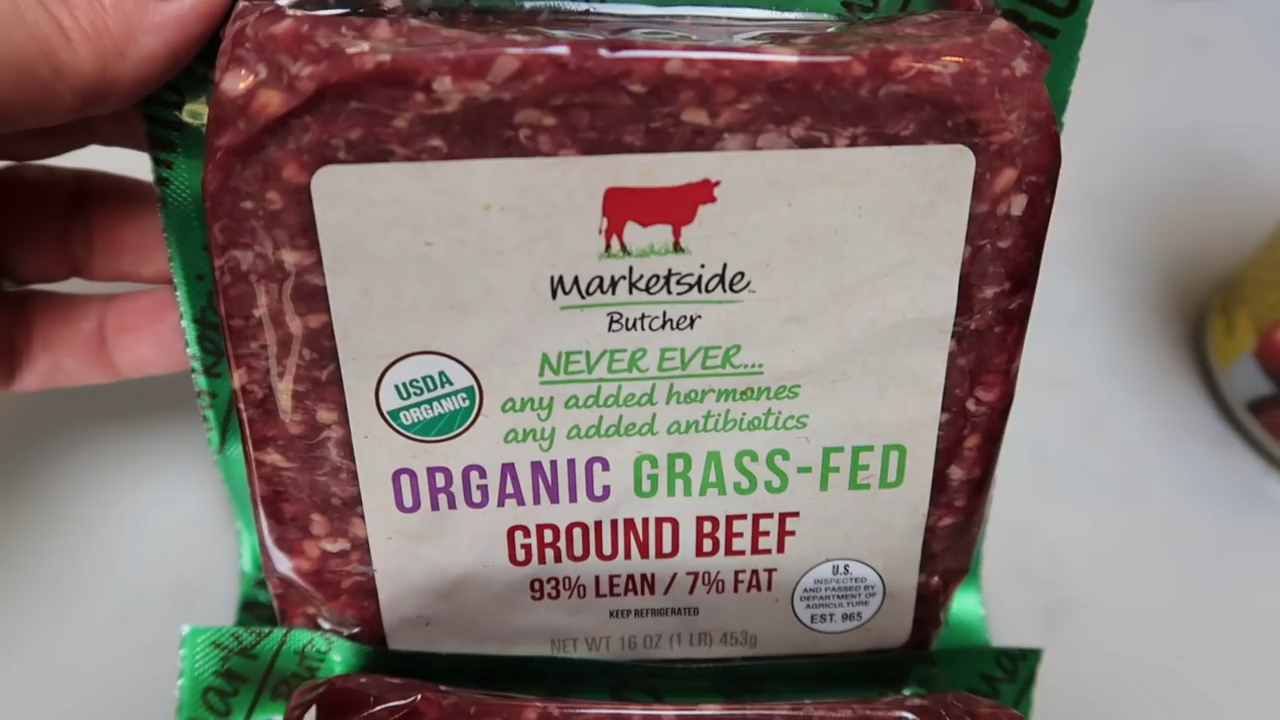 marketside
Butcher
NEVER EVER...
any added hormones
any added antibiotics
USDA
ORGANIC
ORGANIC GRASS-FED
GROUND BEEF
93% LEAN / 7% FAT
KEEP REFRIGERATED
NET WT 16 OZ (1 LB) 453g
U.S.
INSPECTED
AND PASSED BY
DEPARTMENT OF
AGRICULTURE
EST. 965